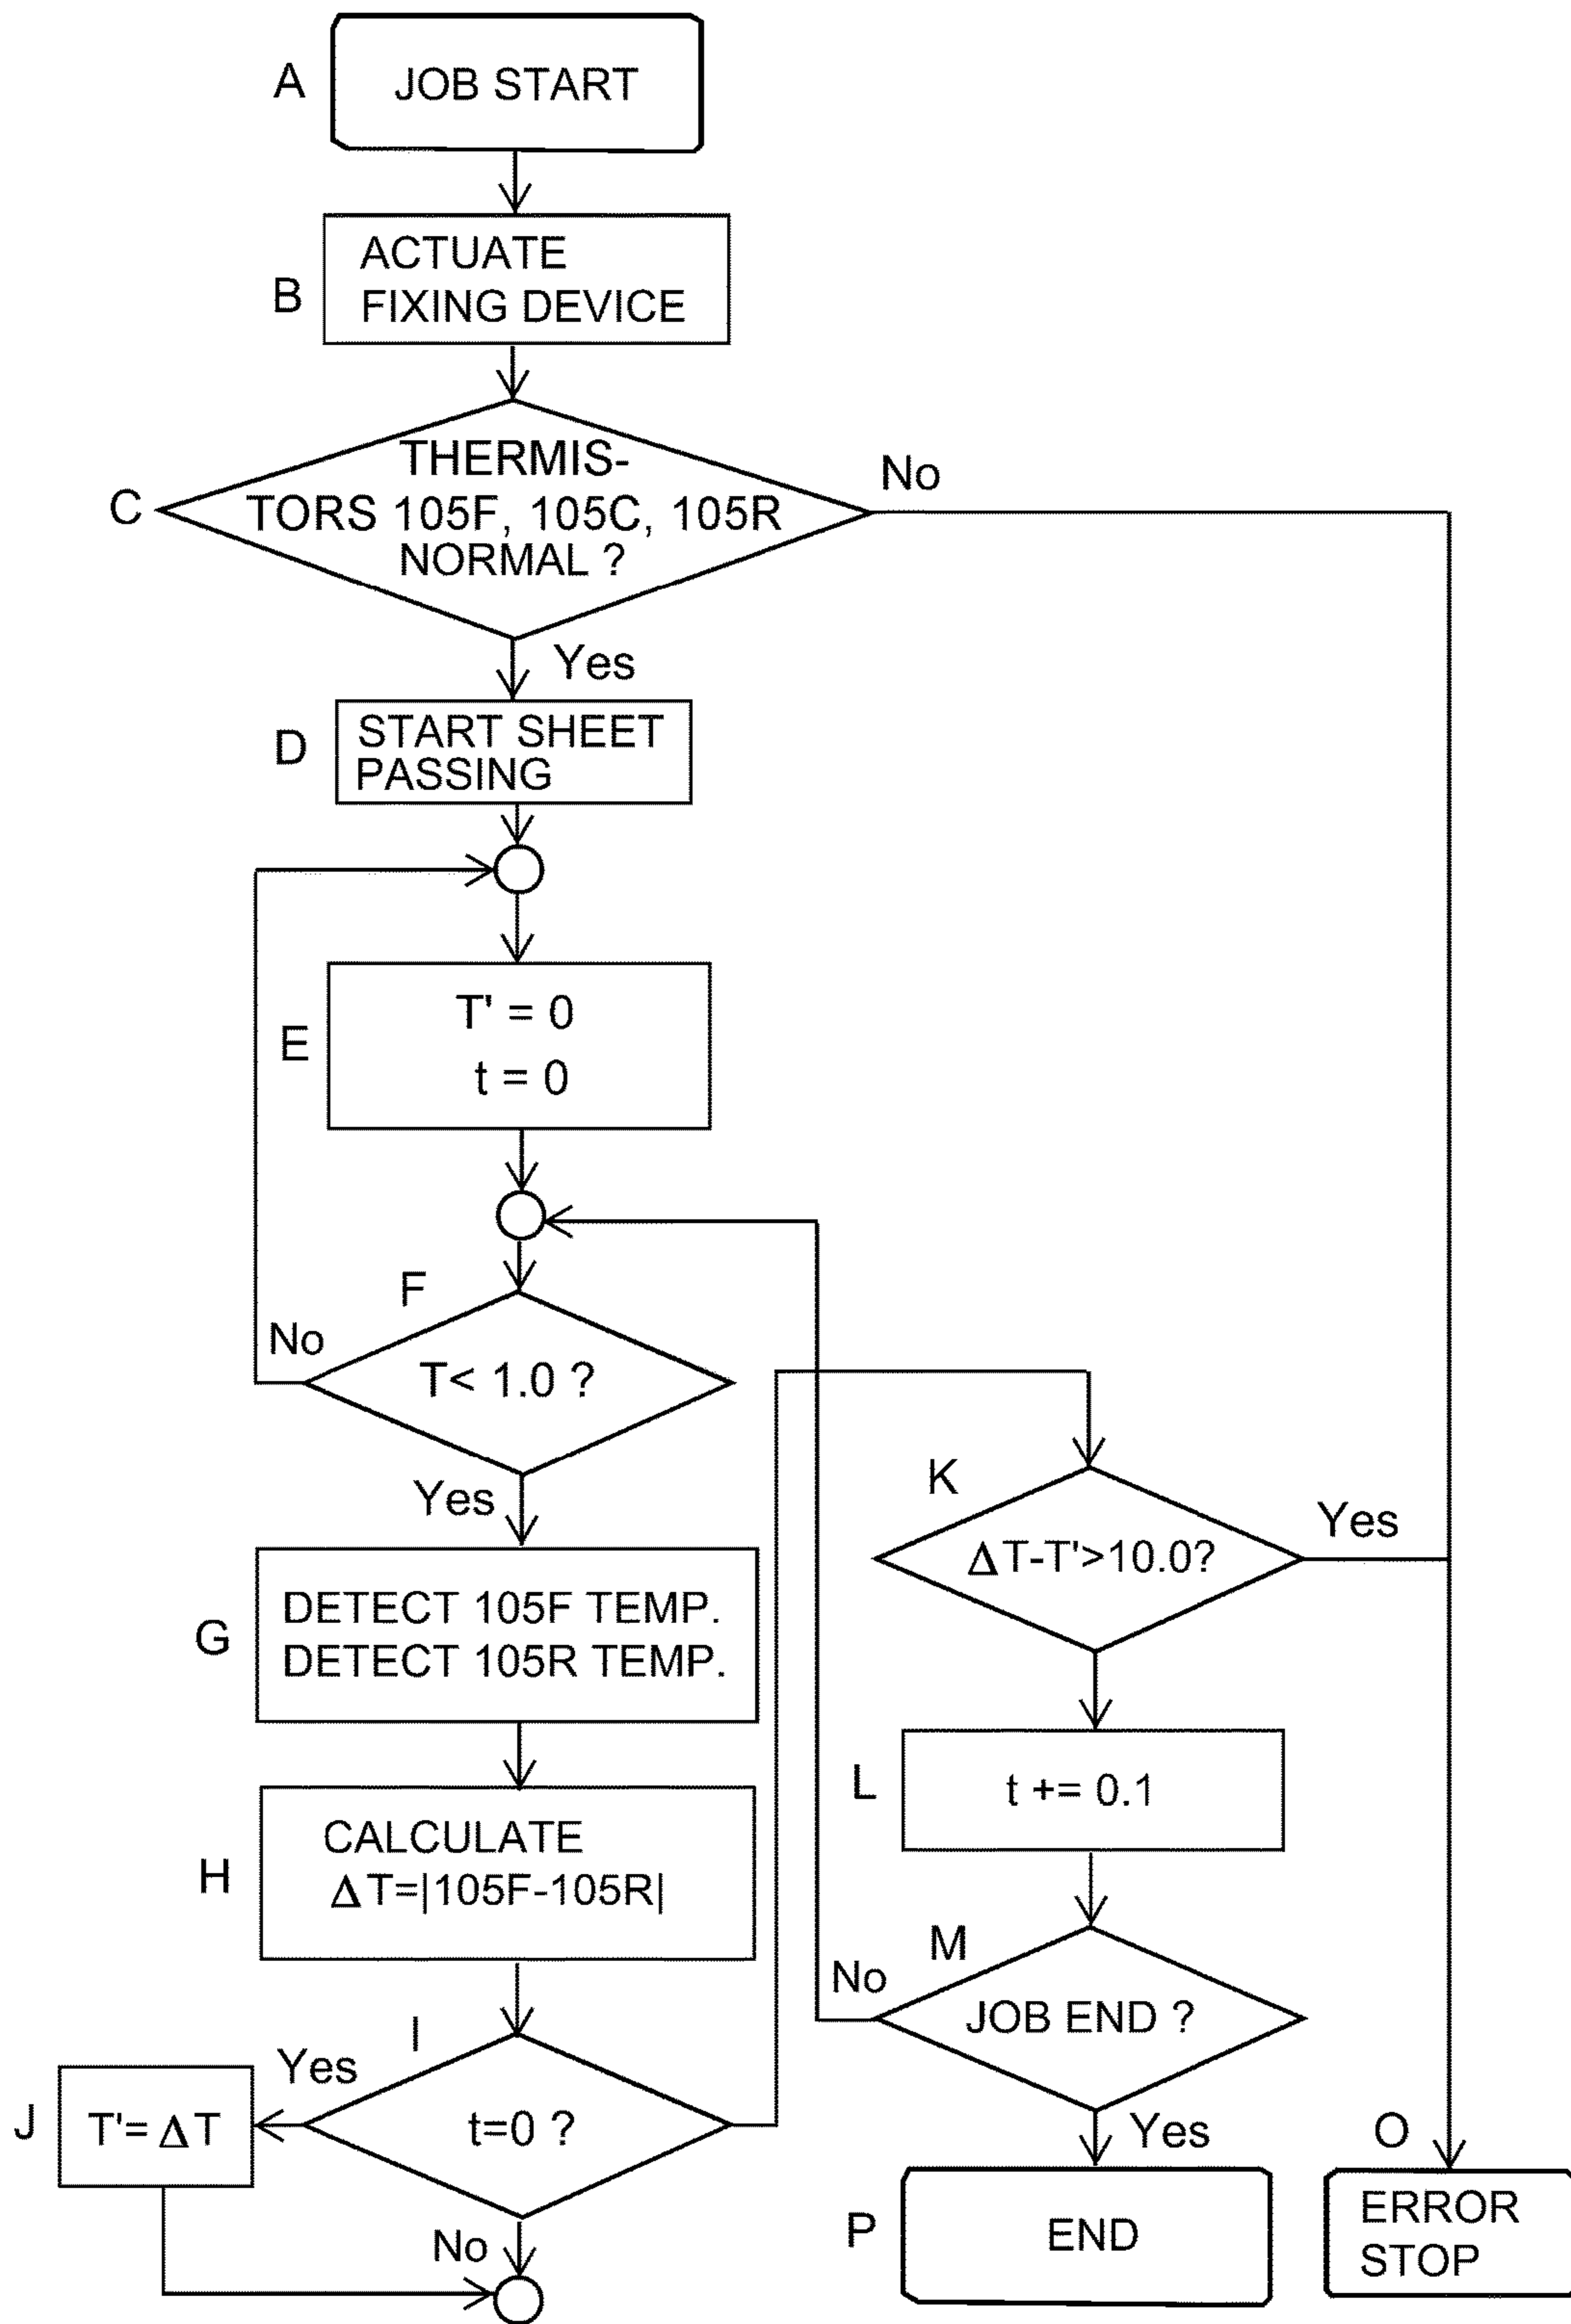 A
JOB START
B
ACTUATE
FIXING DEVICE
C
THERMIS-
TORS 105F, 105C, 105R
NORMAL ?
No
Yes
D
START SHEET
PASSING
E
T' = 0
t = 0
F
No
T< 1.0 ?
Yes
G
DETECT 105F TEMP.
DETECT 105R TEMP.
H
CALCULATE
ΔT=|105F-105R|
I
Yes
t=0 ?
J
T'= ΔT
No
K
ΔT-T'>10.0?
Yes
L
t += 0.1
M
No
JOB END ?
Yes
P
END
O
ERROR
STOP